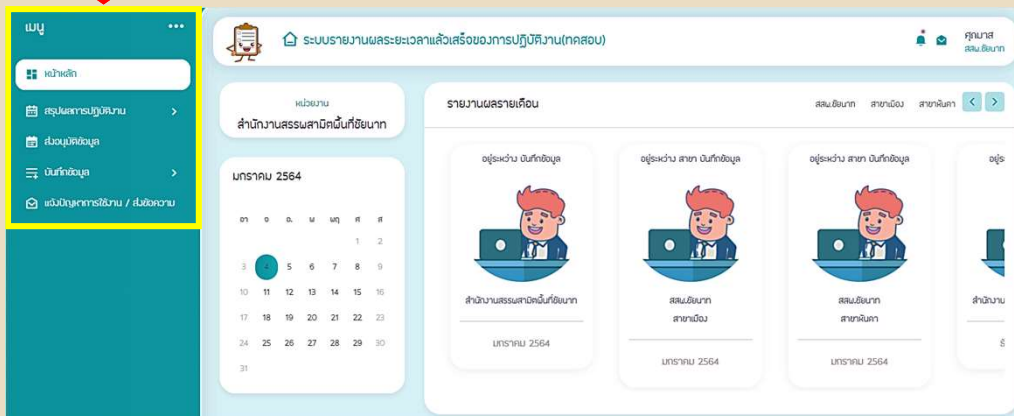 เมนู ...
หน้าหลัก
สรุปผลการปฏิบัติงาน >
ส่งอนุมัติข้อมูล
บันทึกข้อมูล >
แจ้งปัญหาการใช้งาน / ส่งข้อความ
ระบบรายงานผลระยะเวลาแล้วเสร็จของการปฏิบัติงาน(ทดสอบ)
ศุภมาส
สสพ.ชัยนาท
หน่วยงาน
สำนักงานสรรพสามิตพื้นที่ชัยนาท
มกราคม 2564
อา จ อ. พ พฤ ศ ส
1 2
3 4 5 6 7 8 9
10 11 12 13 14 15 16
17 18 19 20 21 22 23
24 25 26 27 28 29 30
31
รายงานผลรายเดือน
สสพ.ชัยนาท สาขาเมือง สาขาหันคา < >
อยู่ระหว่าง บันทึกข้อมูล
สำนักงานสรรพสามิตพื้นที่ชัยนาท
มกราคม 2564
อยู่ระหว่าง สาขา บันทึกข้อมูล
สสพ.ชัยนาท
สาขาเมือง
มกราคม 2564
อยู่ระหว่าง สาขา บันทึกข้อมูล
สสพ.ชัยนาท
สาขาหันคา
มกราคม 2564
สำนักงาน